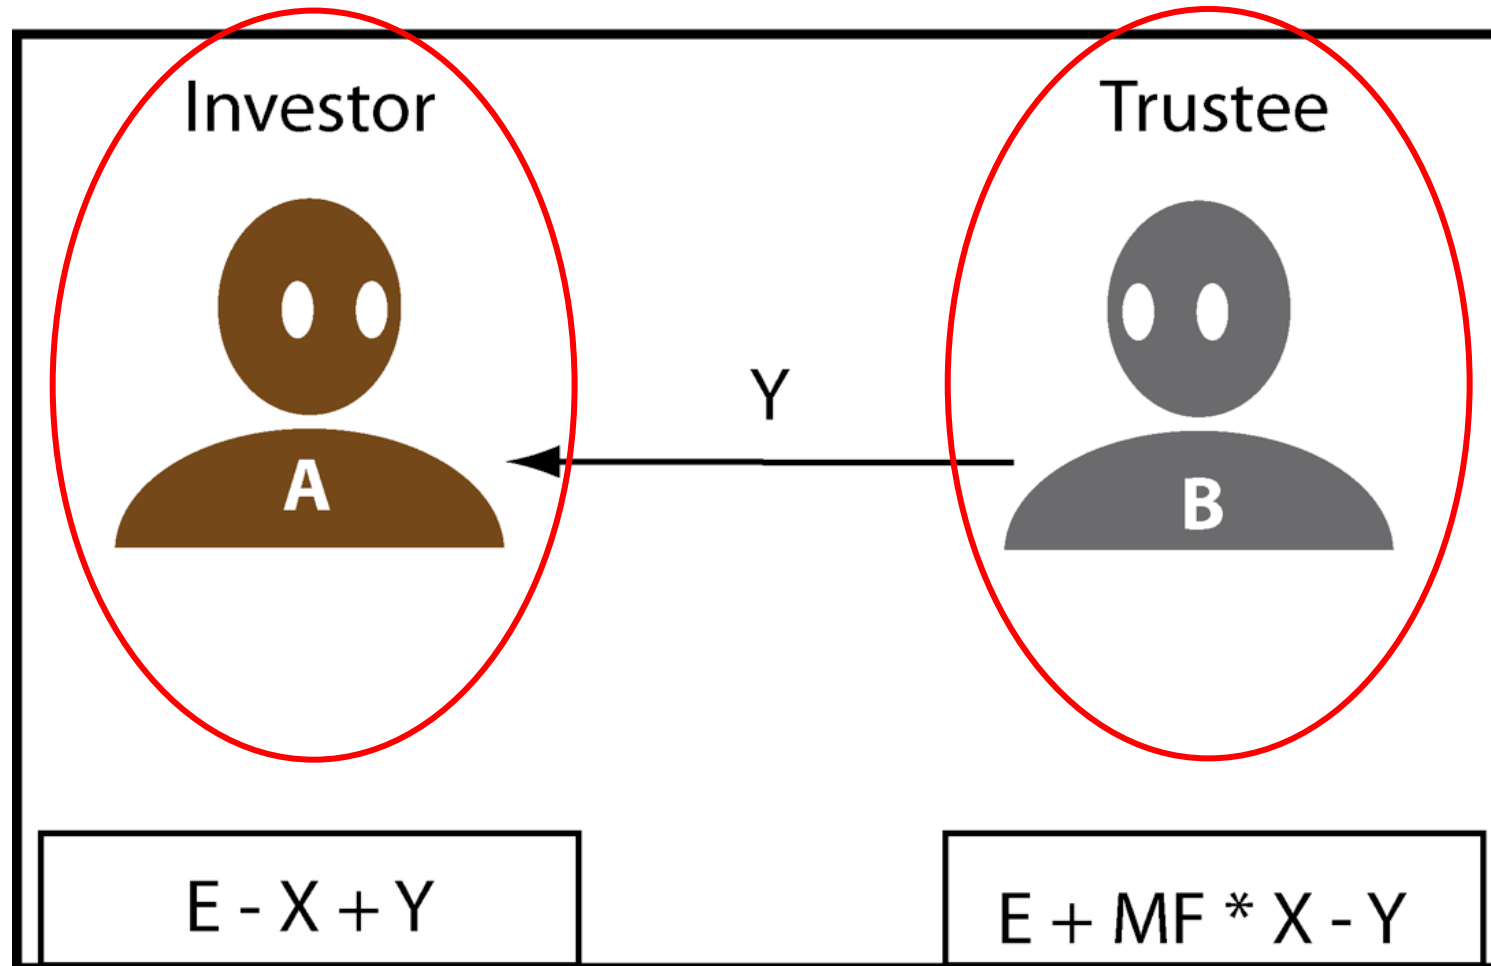 Investor
Trustee
Y
A
B
E - X + Y
E + MF * X - Y